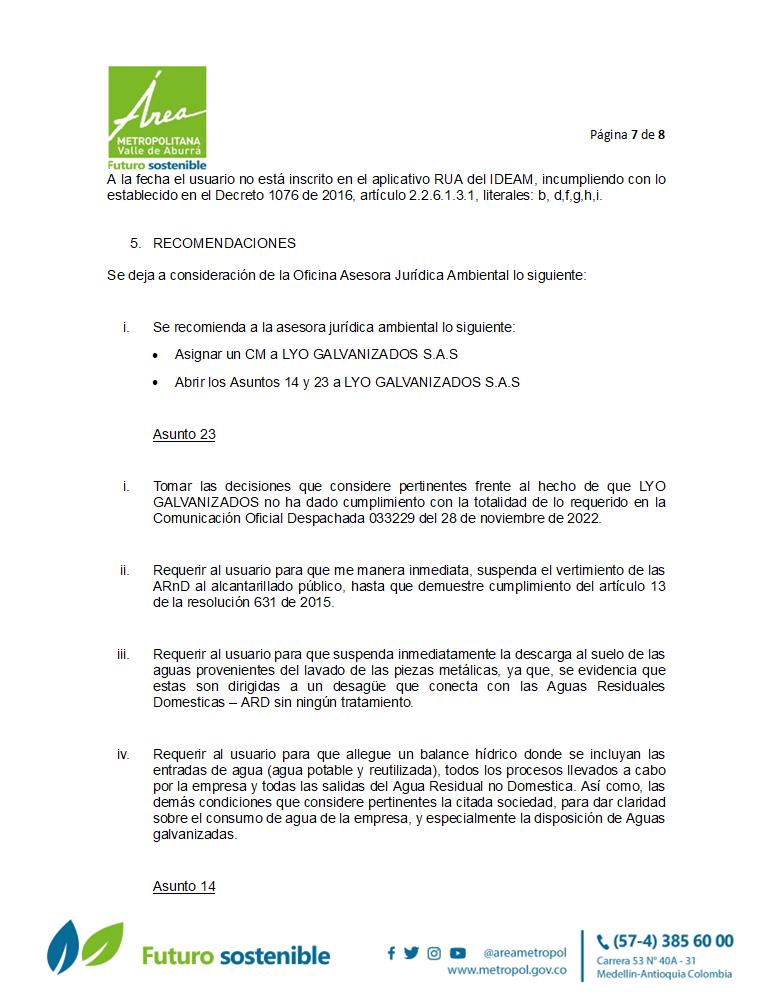 Área
METROPOLITANA
Valle de Aburrá
Futuro sostenible
Página 7 de 8
A la fecha el usuario no está inscrito en el aplicativo RUA del IDEAM, incumpliendo con lo
establecido en el Decreto 1076 de 2016, artículo 2.2.6.1.3.1, literales: b, d,f,g,h,i.
5. RECOMENDACIONES
Se deja a consideración de la Oficina Asesora Jurídica Ambiental lo siguiente:
i. Se recomienda a la asesora jurídica ambiental lo siguiente:
• Asignar un CM a LYO GALVANIZADOS S.A.S
• Abrir los Asuntos 14 y 23 a LYO GALVANIZADOS S.A.S
Asunto 23
i. Tomar las decisiones que considere pertinentes frente al hecho de que LYO
GALVANIZADOS no ha dado cumplimiento con la totalidad de lo requerido en la
Comunicación Oficial Despachada 033229 del 28 de noviembre de 2022.
ii. Requerir al usuario para que me manera inmediata, suspenda el vertimiento de las
ARnD al alcantarillado público, hasta que demuestre cumplimiento del artículo 13
de la resolución 631 de 2015.
iii. Requerir al usuario para que suspenda inmediatamente la descarga al suelo de las
aguas provenientes del lavado de las piezas metálicas, ya que, se evidencia que
estas son dirigidas a un desagüe que conecta con las Aguas Residuales
Domesticas – ARD sin ningún tratamiento.
iv. Requerir al usuario para que allegue un balance hídrico donde se incluyan las
entradas de agua (agua potable y reutilizada), todos los procesos llevados a cabo
por la empresa y todas las salidas del Agua Residual no Domestica. Así como, las
demás condiciones que considere pertinentes la citada sociedad, para dar claridad
sobre el consumo de agua de la empresa, y especialmente la disposición de Aguas
galvanizadas.
Asunto 14
Futuro sostenible
@areametropol
www.metropol.gov.co
(57-4) 385 60 00
Carrera 53 N° 40A - 31
Medellín-Antioquia Colombia